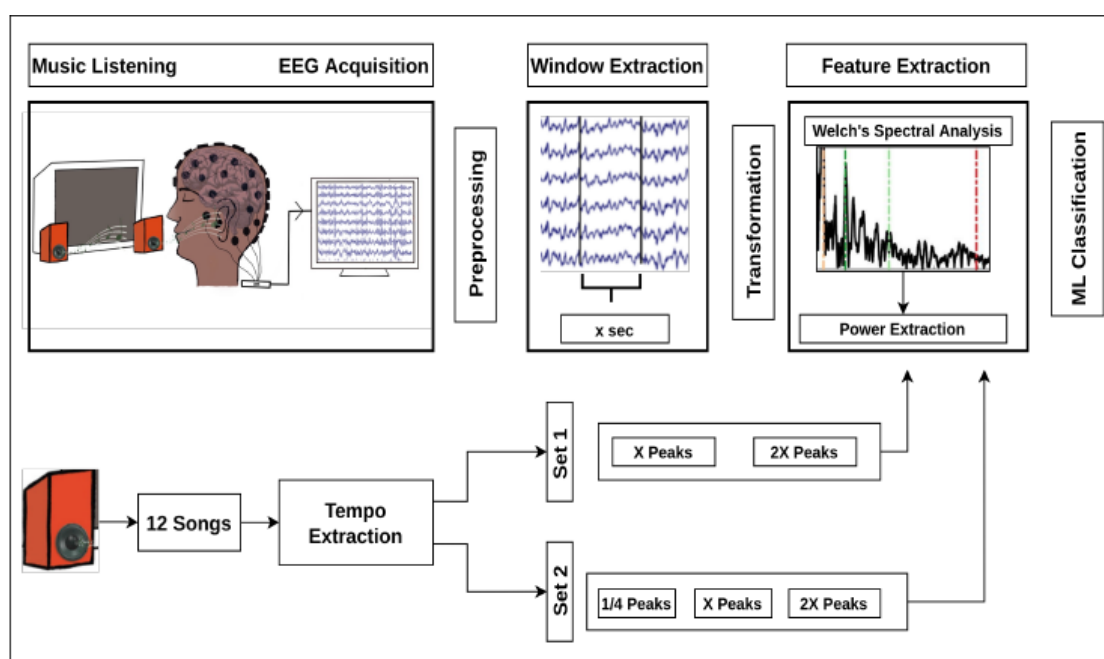 Music Listening
EEG Acquisition
Window Extraction
Feature Extraction
Preprocessing
x sec
Transformation
Welch's Spectral Analysis
Power Extraction
ML Classification
12 Songs
Tempo
Extraction
Set 1
X Peaks
2X Peaks
Set 2
1/4 Peaks
X Peaks
2X Peaks